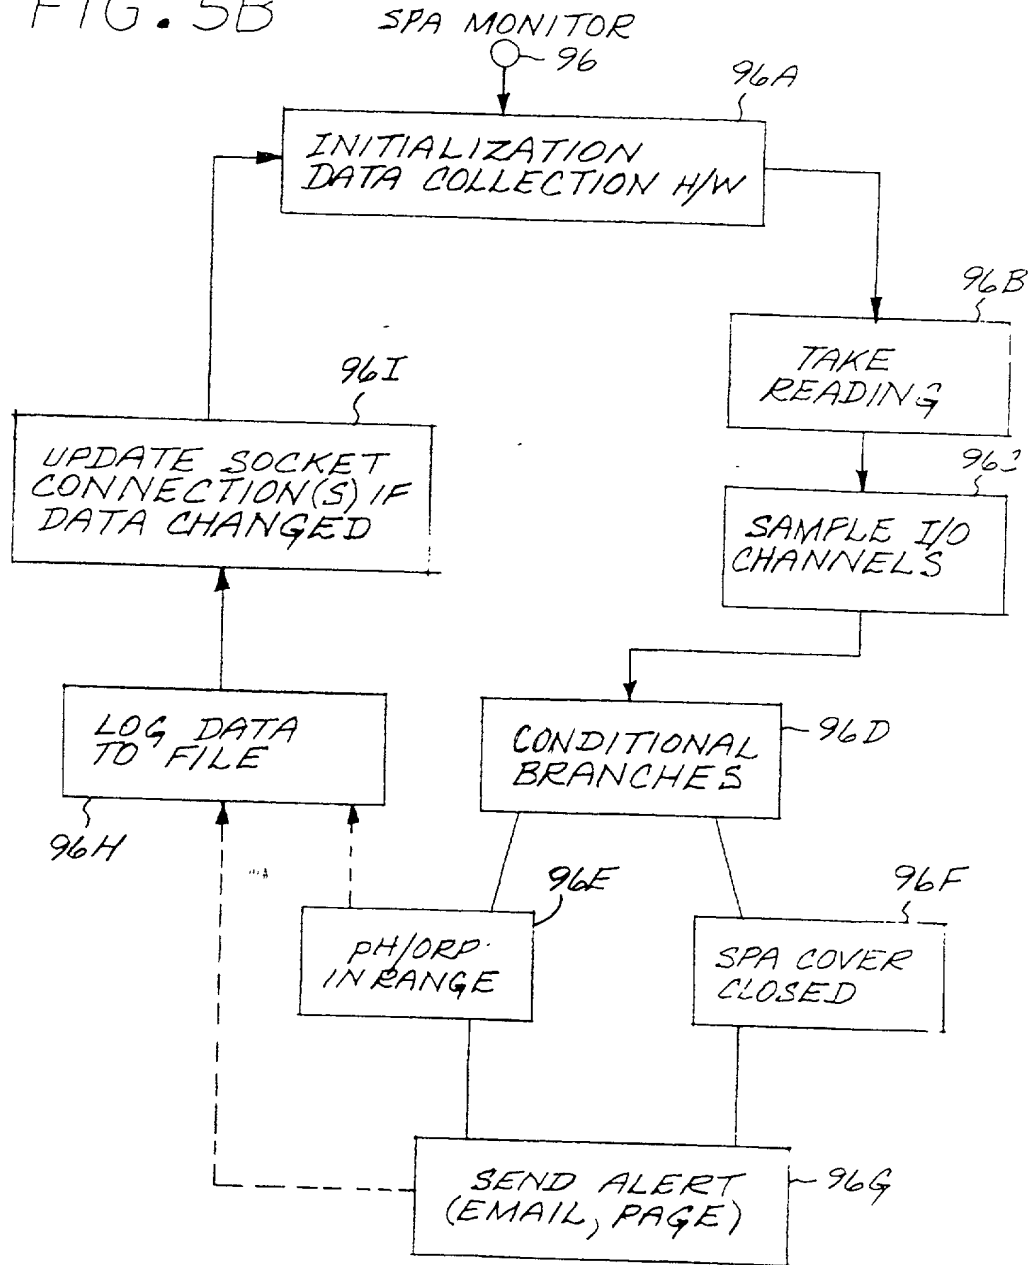 FIG. 5B
SPA MONITOR
96
96A
INITIALIZATION
DATA COLLECTION H/W
96B
TAKE
READING
96I
UPDATE SOCKET
CONNECTION(S) IF
DATA CHANGED
SAMPLE I/O
CHANNELS
LOG DATA
TO FILE
96H
CONDITIONAL
BRANCHES
96D
96E
PH/ORP
IN RANGE
96F
SPA COVER
CLOSED
SEND ALERT
(EMAIL, PAGE)
96G